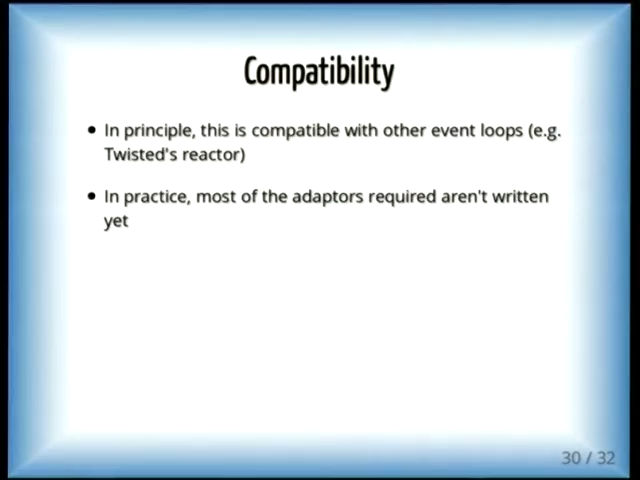 Compatibility
• In principle, this is compatible with other event loops (e.g.
Twisted's reactor)
• In practice, most of the adaptors required aren't written
yet
30 / 32